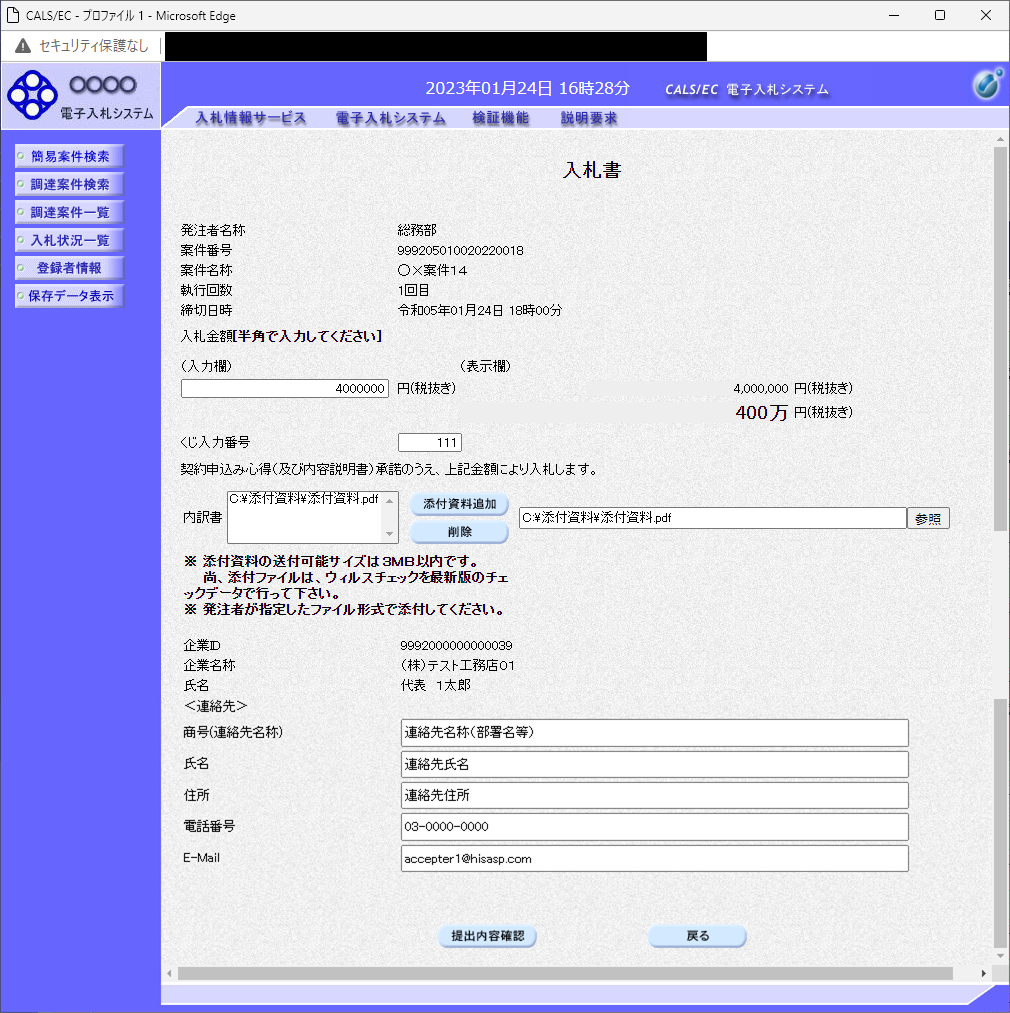 CALS/EC - プロファイル 1 - Microsoft Edge
セキュリティ保護なし
〇〇〇〇
電子入札システム
2023年01月24日 16時28分
CALS/EC 電子入札システム
入札情報サービス 電子入札システム 検証機能 説明要求
簡易案件検索
調達案件検索
調達案件一覧
入札状況一覧
登録者情報
保存データ表示
入札書
発注者名称 総務部
案件番号 999205010020220018
案件名称 〇×案件14
執行回数 1回目
締切日時 令和05年01月24日 18時00分
入札金額[半角で入力してください]
(入力欄) (表示欄)
4000000 円(税抜き) 4,000,000 円(税抜き)
400万 円(税抜き)
くじ入力番号 111
契約申込み心得(及び内容説明書)承諾のうえ、上記金額により入札します。
内訳書 C:¥添付資料¥添付資料.pdf 添付資料追加
削除
C:¥添付資料¥添付資料.pdf 参照
※ 添付資料の送付可能サイズは3MB以内です。
尚、添付ファイルは、ウィルスチェックを最新版のチェ
ックデータで行って下さい。
※ 発注者が指定したファイル形式で添付してください。
企業ID 9992000000000039
企業名称 (株)テスト工務店01
氏名 代表 1太郎
<連絡先>
商号(連絡先名称) 連絡先名称(部署名等)
氏名 連絡先氏名
住所 連絡先住所
電話番号 03-0000-0000
E-Mail accepter1@hisasp.com
提出内容確認 戻る